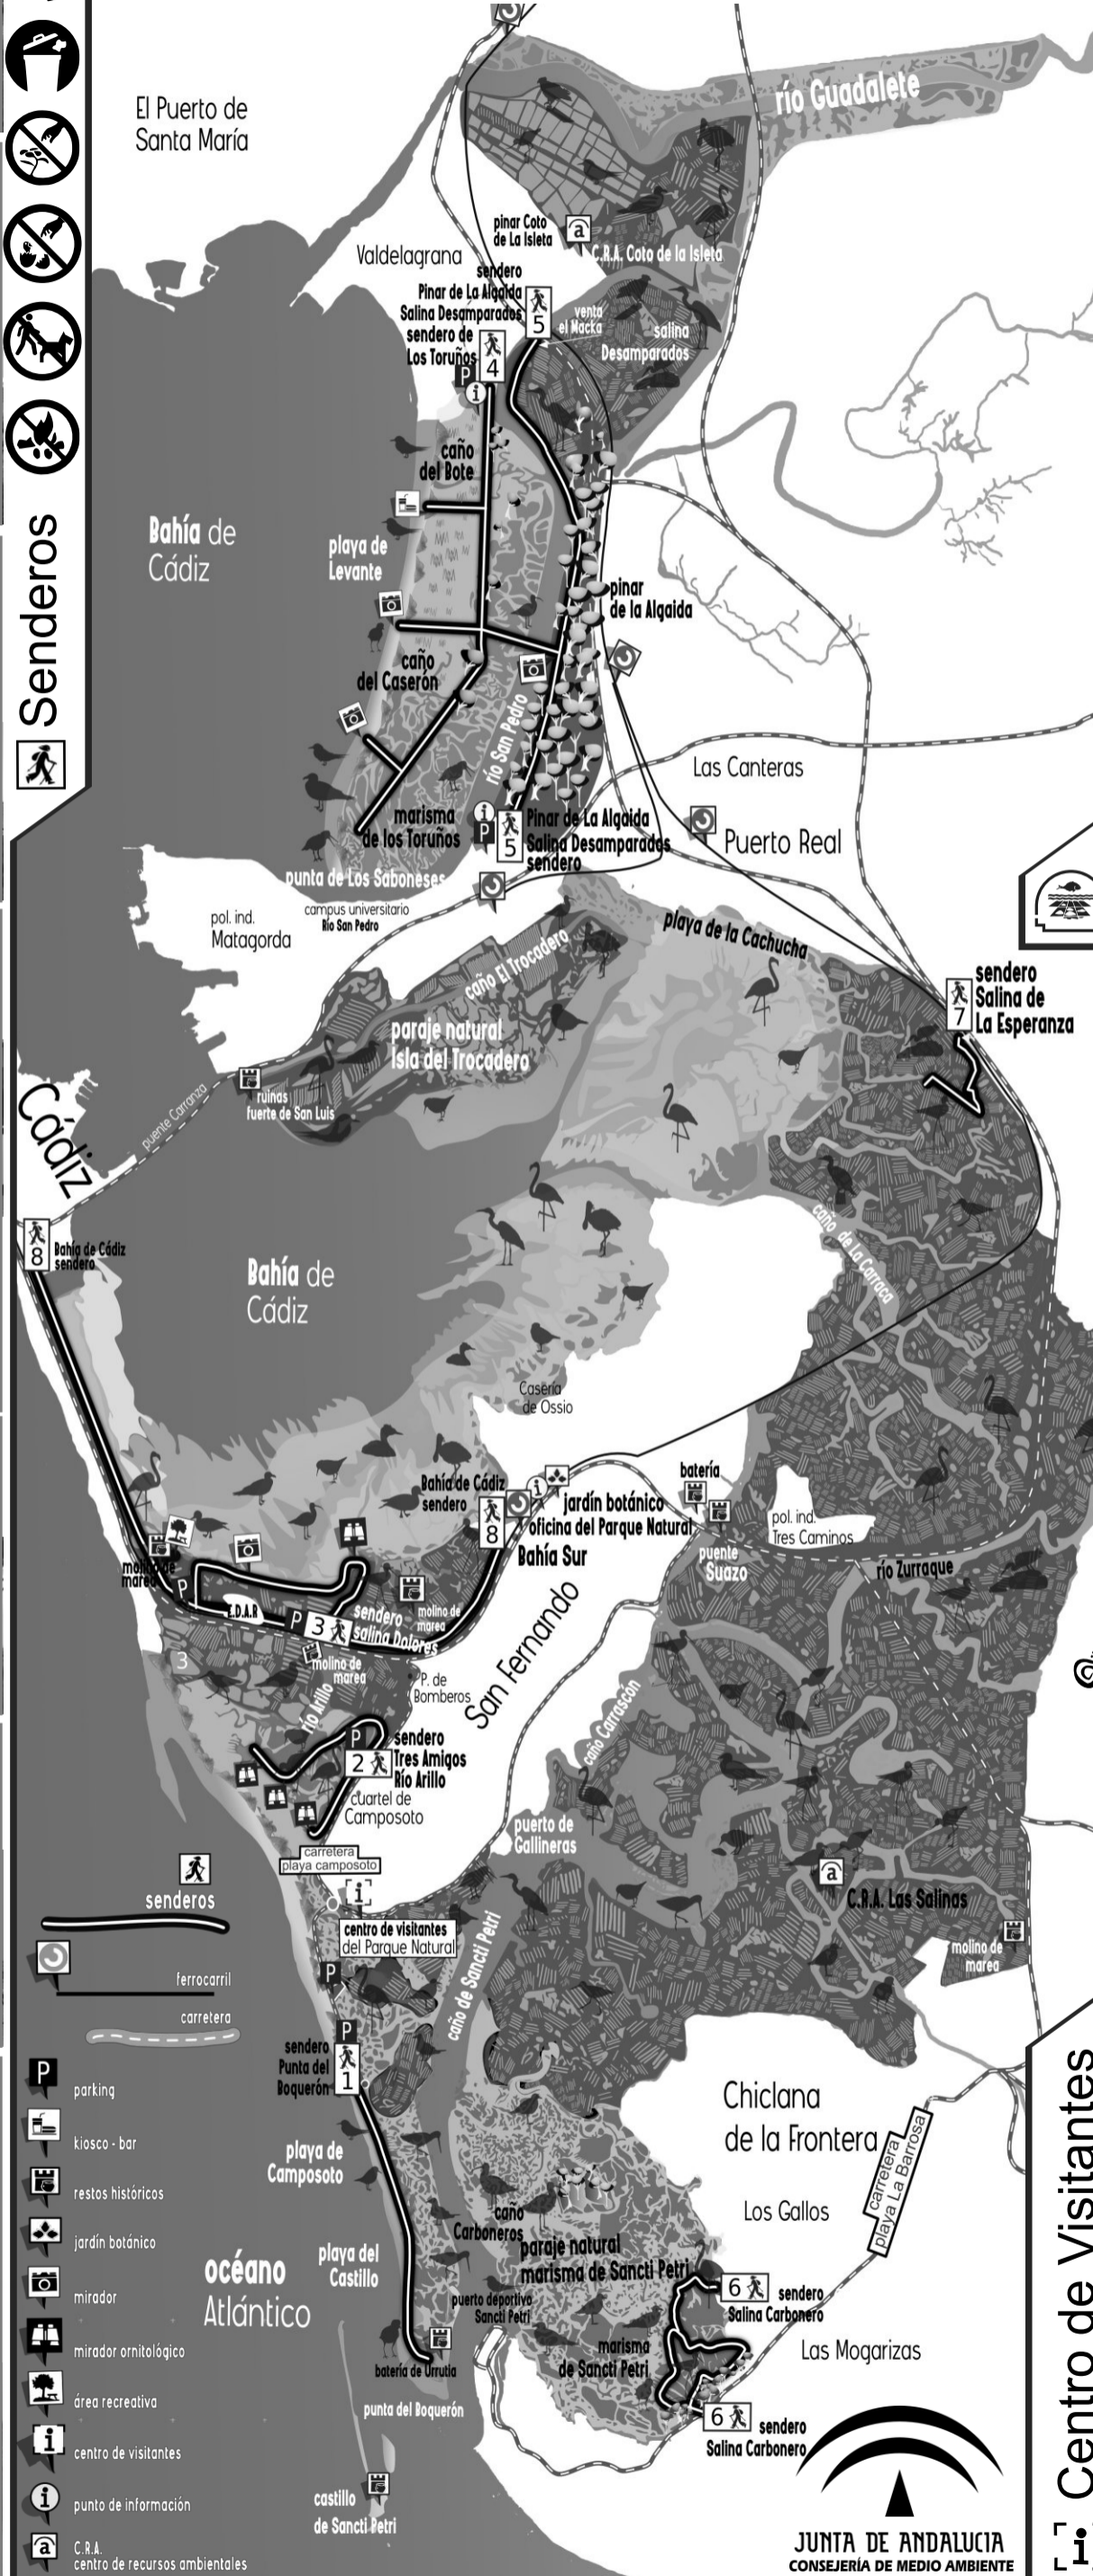 Senderos
El Puerto de
Santa María
río Guadalete
pinar Coto
de La Isleta
a
C.R.A. Coto de la Isleta
Valdelagrana
sendero
Pinar de La Algaida
Salina Desamparados
5
venta
el Macka
salina
Desamparados
sendero de
Los Toruños
4
P
i
caño
del Bote
Bahía de
Cádiz
playa de
Levante
pinar
de la Algaida
caño
del Caserón
río San Pedro
Las Canteras
marisma
de los Toruños
i
P
5
Pinar de La Algaida
Salina Desamparados
sendero
Puerto Real
punta de Los Saboneses
campus universitario
Río San Pedro
pol. ind.
Matagorda
playa de la Cachucha
caño El Trocadero
paraje natural
Isla del Trocadero
sendero
Salina de
La Esperanza
7
ruinas
fuerte de San Luis
puente Carranza
Cádiz
8
Bahía de Cádiz
sendero
caño de La Carraca
Bahía de
Cádiz
Casería
de Ossio
Bahía de Cádiz
sendero
8
i
jardín botánico
oficina del Parque Natural
Bahía Sur
batería
puente
Suazo
pol. ind.
Tres Caminos
río Zurraque
molino de
marea
P
E.D.A.R
P
3
sendero
salina Dolores
molino de
marea
3
molino de
marea
río Arillo
P. de
Bomberos
San Fernando
caño Carrascón
P
2
sendero
Tres Amigos
Río Arillo
cuartel de
Camposoto
carretera
playa camposoto
puerto de
Gallineras
i
centro de visitantes
del Parque Natural
a
C.R.A. Las Salinas
molino de
marea
caño de Sancti Petri
P
P
sendero
Punta del
Boquerón
1
playa de
Camposoto
Chiclana
de la Frontera
carretera
playa La Barrosa
Los Gallos
caño
Carboneros
paraje natural
marisma de Sancti Petri
playa del
Castillo
puerto deportivo
Sancti Petri
6
sendero
Salina Carbonero
marisma
de Sancti Petri
Las Mogarizas
batería de Urrutia
punta del Boquerón
6
sendero
Salina Carbonero
castillo
de Sancti Petri
océano
Atlántico
senderos
ferrocarril
carretera
P
parking
kiosco - bar
restos históricos
jardín botánico
mirador
mirador ornitológico
área recreativa
i
centro de visitantes
i
punto de información
a
C.R.A.
centro de recursos ambientales
JUNTA DE ANDALUCIA
CONSEJERÍA DE MEDIO AMBIENTE
i
Centro de Visitantes